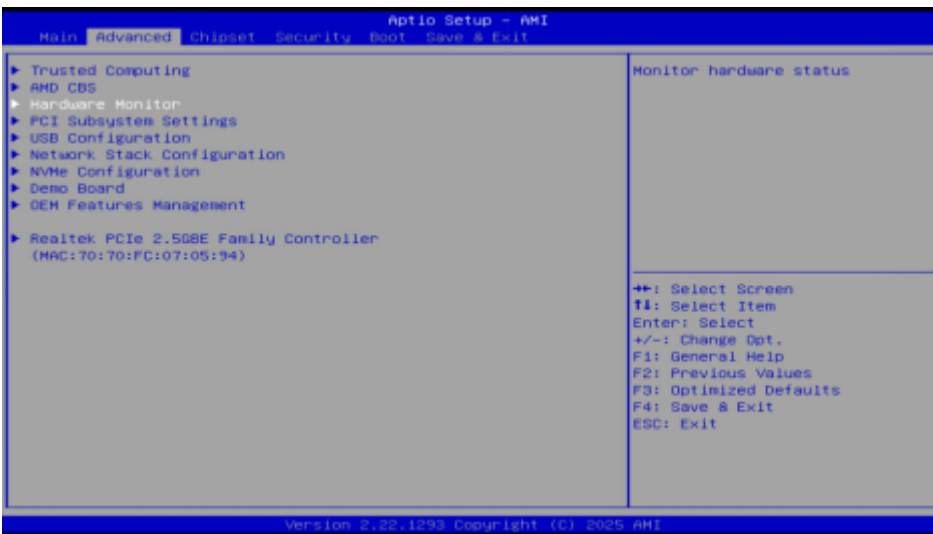 Aptio Setup - AMI
Main Advanced Chipset Security Boot Save & Exit
Trusted Computing
AMD CBS
Hardware Monitor
PCI Subsystem Settings
USB Configuration
Network Stack Configuration
NVMe Configuration
Demo Board
OEM Features Management
Realtek PCIe 2.5GBE Family Controller
(MAC:70:70:FC:07:05:94)
Monitor hardware status
→←: Select Screen
↑↓: Select Item
Enter: Select
+/-: Change Opt.
F1: General Help
F2: Previous Values
F3: Optimized Defaults
F4: Save & Exit
ESC: Exit
Version 2.22.1293 Copyright (C) 2025 AMI